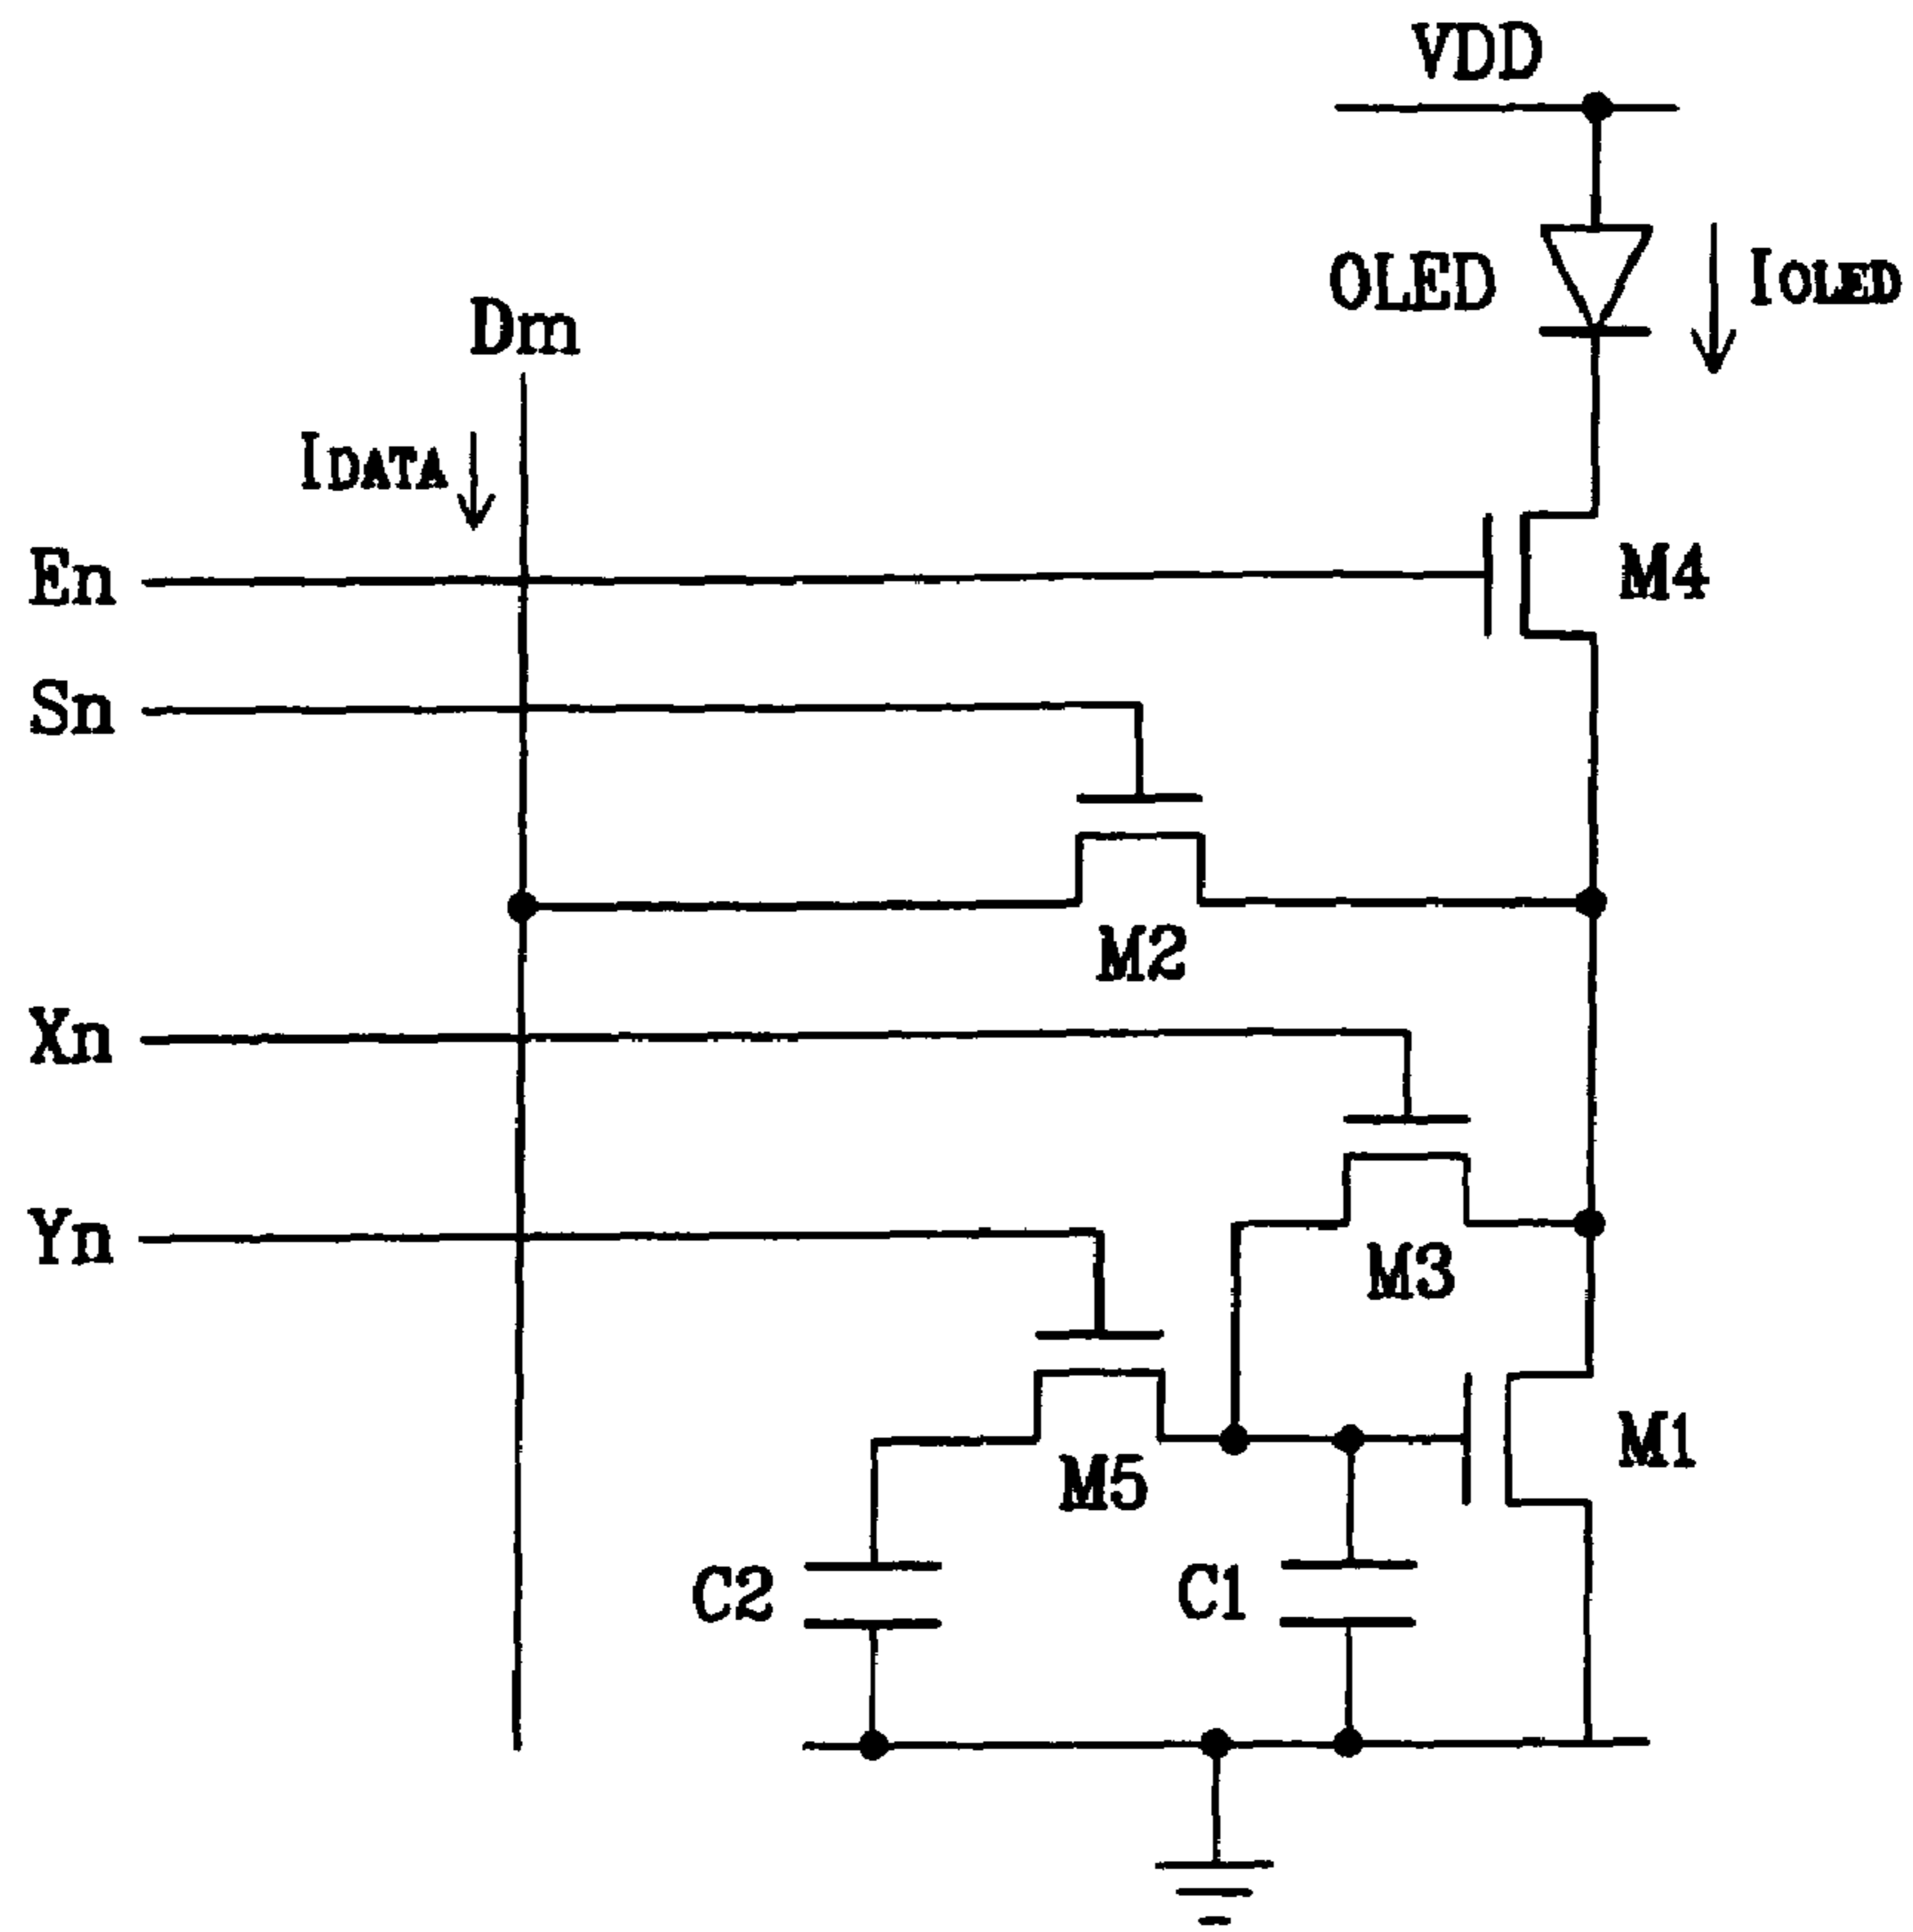 VDD
OLED
IOLED
Dm
IDATA
En
M4
Sn
M2
Xn
M3
Yn
M5
M1
C2
C1